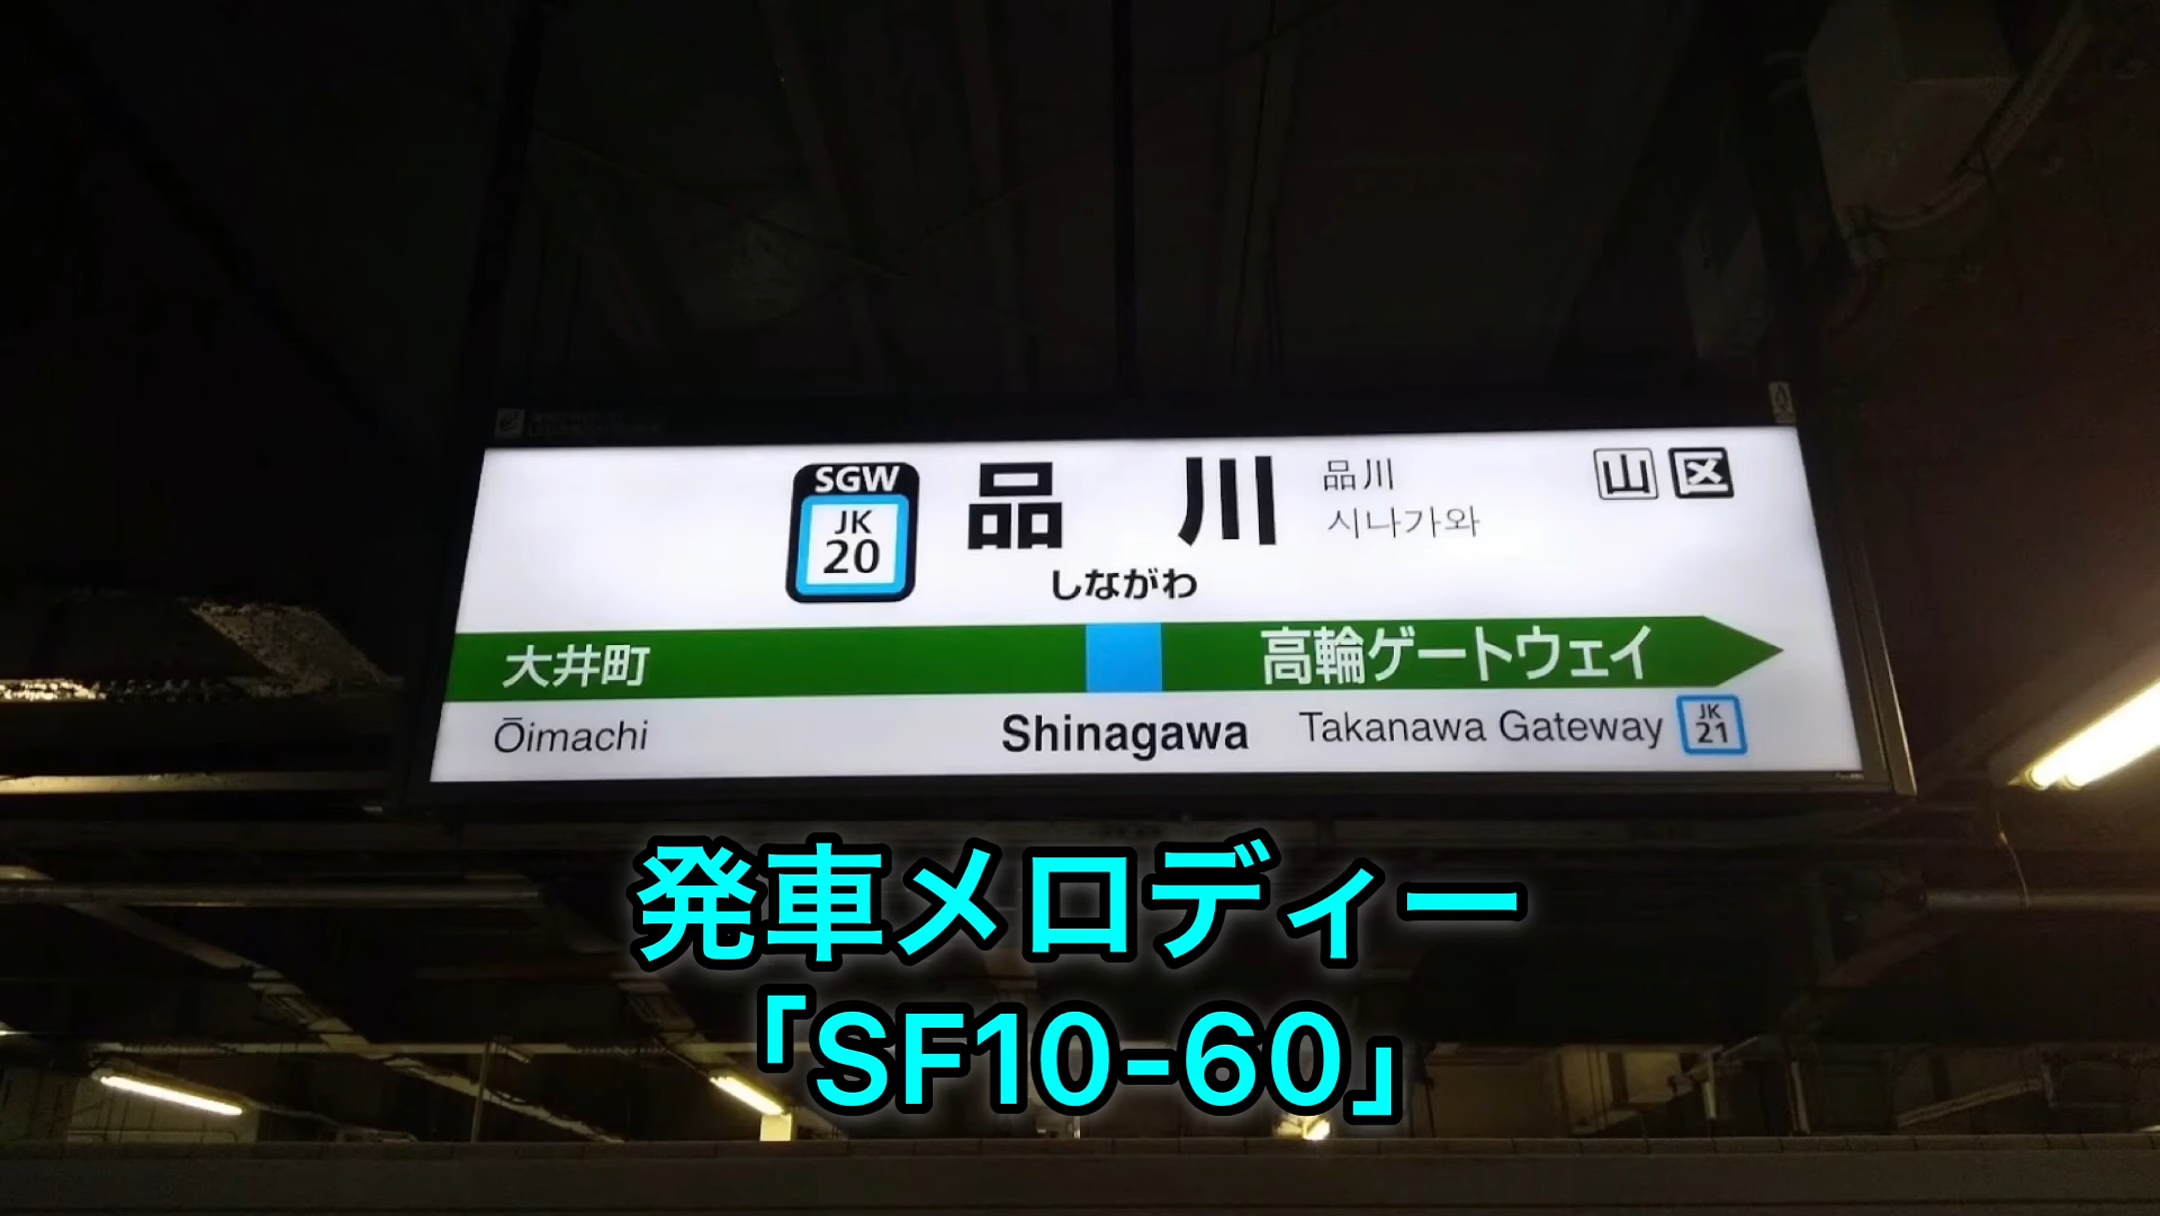 SGW
JK
20
品川
しながわ
品川
시나가와
山 区
大井町
高輪ゲートウェイ
Ōimachi
Shinagawa
Takanawa Gateway
JK
21
発車メロディー
「SF10-60」